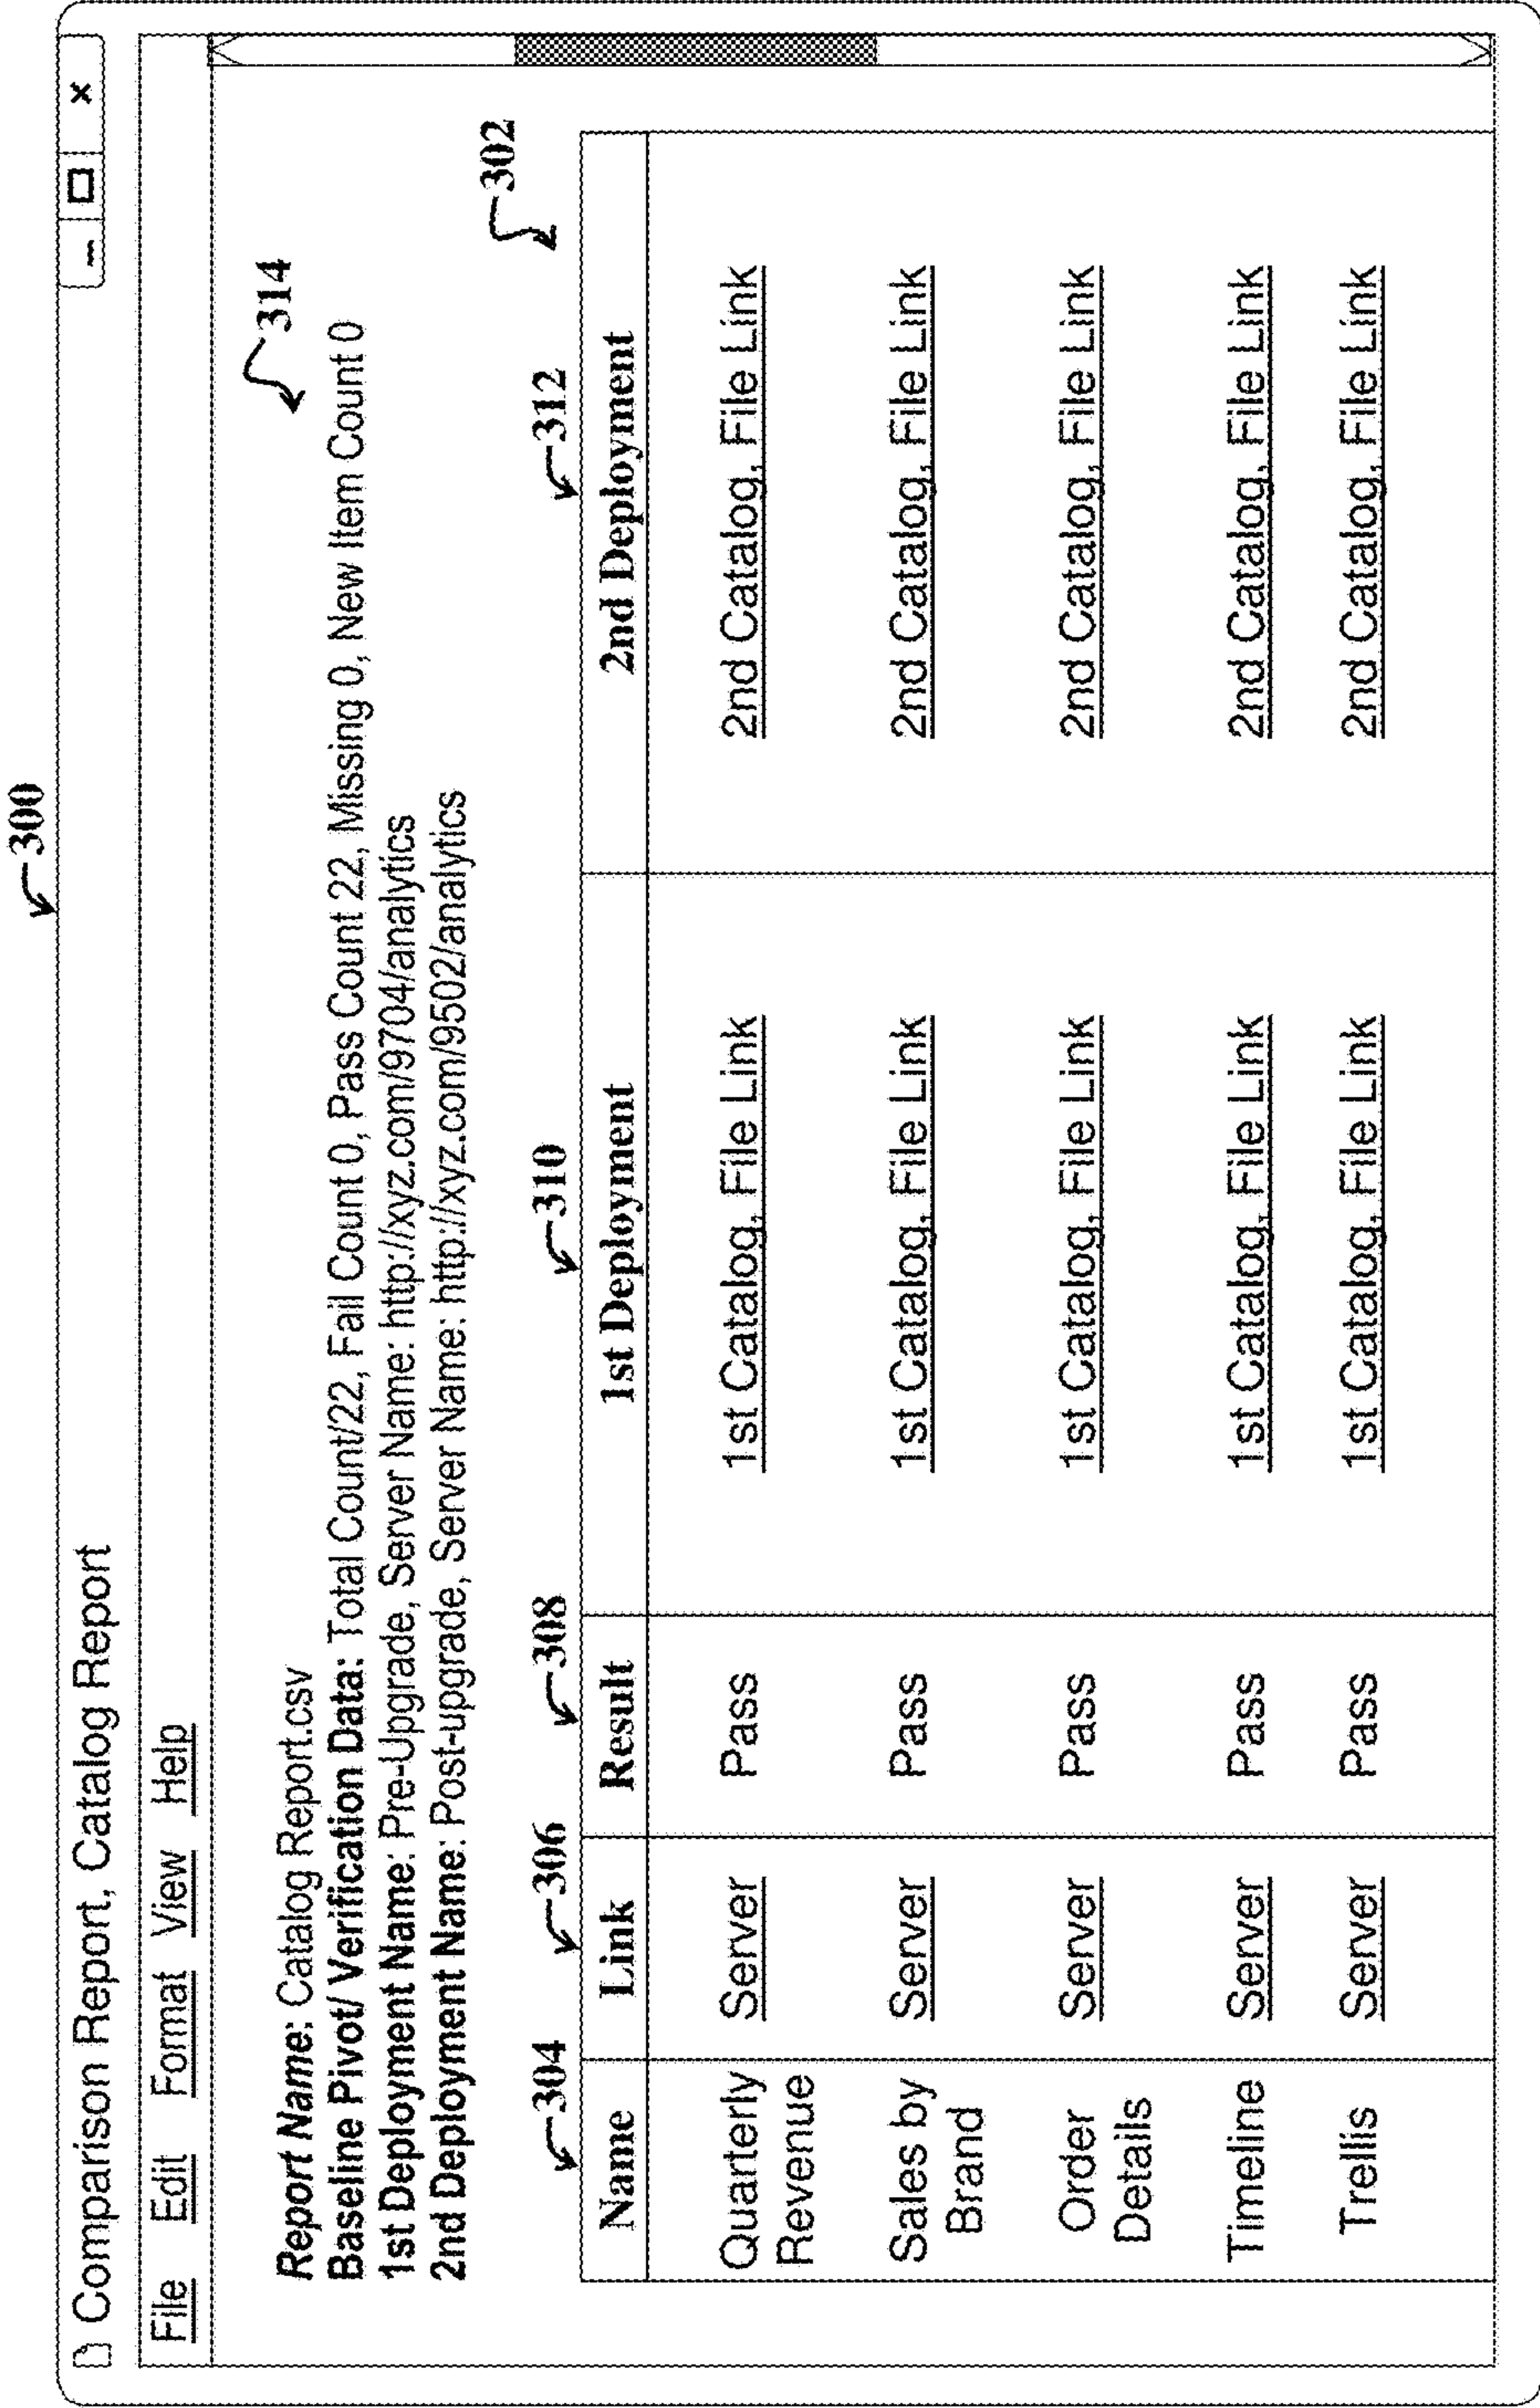 300
Comparison Report, Catalog Report
– □ ×
File Edit Format View Help
314
Report Name: Catalog Report.csv
Baseline Pivot/ Verification Data: Total Count/22, Fail Count 0, Pass Count 22, Missing 0, New Item Count 0
1st Deployment Name: Pre-Upgrade, Server Name: http://xyz.com/9704/analytics
2nd Deployment Name: Post-upgrade, Server Name: http://xyz.com/9502/analytics
302
304 306 308 310 312
Name Link Result 1st Deployment 2nd Deployment
Quarterly Server Pass 1st Catalog, File Link 2nd Catalog, File Link
Revenue
Sales by Server Pass 1st Catalog, File Link 2nd Catalog, File Link
Brand
Order Server Pass 1st Catalog, File Link 2nd Catalog, File Link
Details
Timeline Server Pass 1st Catalog, File Link 2nd Catalog, File Link
Trellis Server Pass 1st Catalog, File Link 2nd Catalog, File Link